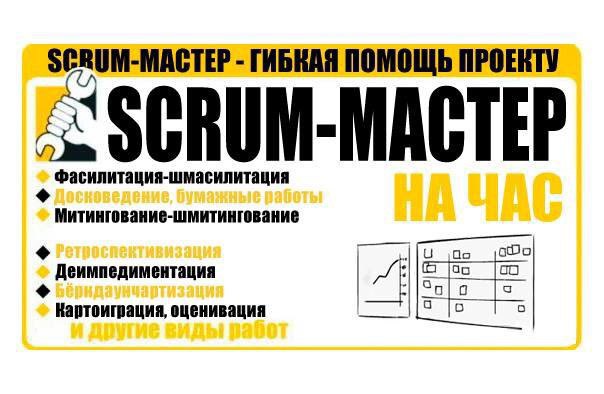 SCRUM-МАСТЕР - ГИБКАЯ ПОМОЩЬ ПРОЕКТУ
SCRUM-МАСТЕР
НА ЧАС
Фасилитация-шмасилитация
Досковедение, бумажные работы
Митингование-шмитингование
Ретроспективизация
Деимпедиментация
Бёрндаунчартизация
Картоиграция, оценивация
и другие виды работ